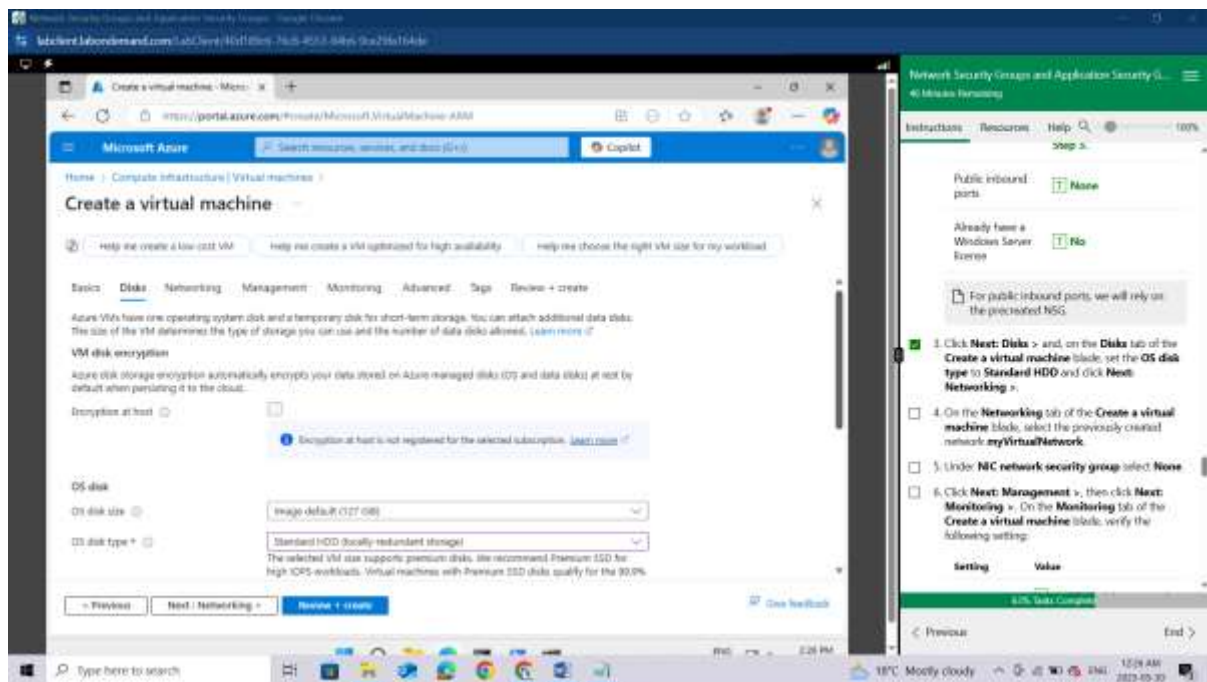 Network Security Groups and Application Security Groups - Google Chrome
labclient.labondemand.com
Create a virtual machine - Micro
portal.azure.com
Microsoft Azure
Search resources, services, and docs (G+/)
Copilot
Home > Compute infrastructure | Virtual machines >
Create a virtual machine
Help me create a low cost VM
Help me create a VM optimized for high availability
Help me choose the right VM size for my workload
Basics Disks Networking Management Monitoring Advanced Tags Review + create
Azure VMs have one operating system disk and a temporary disk for short-term storage. You can attach additional data disks.
The size of the VM determines the type of storage you can use and the number of data disks allowed. Learn more
VM disk encryption
Azure disk storage encryption automatically encrypts your data stored on Azure managed disks (OS and data disks) at rest by
default when persisting it to the cloud.
Encryption at host
Encryption at host is not registered for the selected subscription. Learn more
OS disk
OS disk size
Image default (127 GiB)
OS disk type *
Standard HDD (locally-redundant storage)
The selected VM size supports premium disks. We recommend Premium SSD for
high IOPS workloads. Virtual machines with Premium SSD disks qualify for the 99.9%
< Previous
Next : Networking >
Review + create
Give feedback
2:26 PM
Network Security Groups and Application Security G...
Minutes Remaining
Instructions Resources Help 100%
Step 3.
Public inbound
ports
None
Already have a
Windows Server
license
No
For public inbound ports, we will rely on
the precreated NSG.
3. Click Next: Disks > and, on the Disks tab of the
Create a virtual machine blade, set the OS disk
type to Standard HDD and click Next:
Networking >.
4. On the Networking tab of the Create a virtual
machine blade, select the previously created
network myVirtualNetwork.
5. Under NIC network security group select None
6. Click Next: Management >, then click Next:
Monitoring >. On the Monitoring tab of the
Create a virtual machine blade, verify the
following setting:
Setting Value
Tasks Complete
< Previous
End >
Type here to search
18°C Mostly cloudy
ENG
12:26 AM